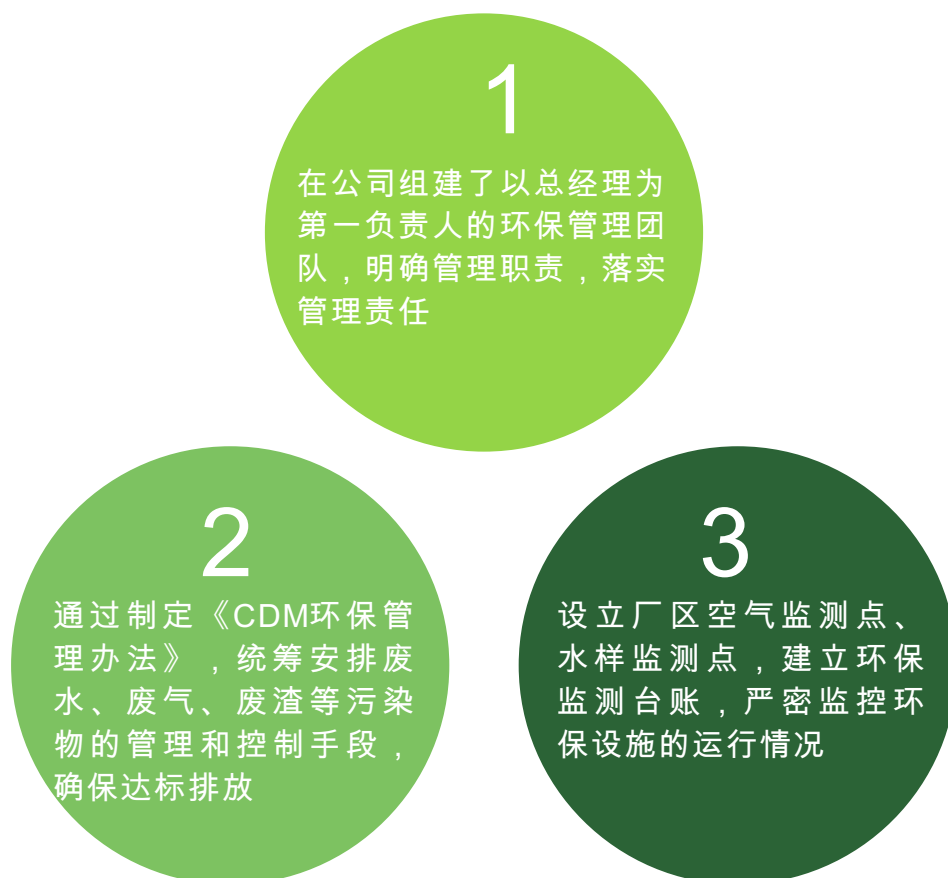 1
在公司组建了以总经理为
第一负责人的环保管理团
队，明确管理职责，落实
管理责任
2
通过制定《CDM环保管
理办法》，统筹安排废
水、废气、废渣等污染
物的管理和控制手段，
确保达标排放
3
设立厂区空气监测点、
水样监测点，建立环保
监测台账，严密监控环
保设施的运行情况